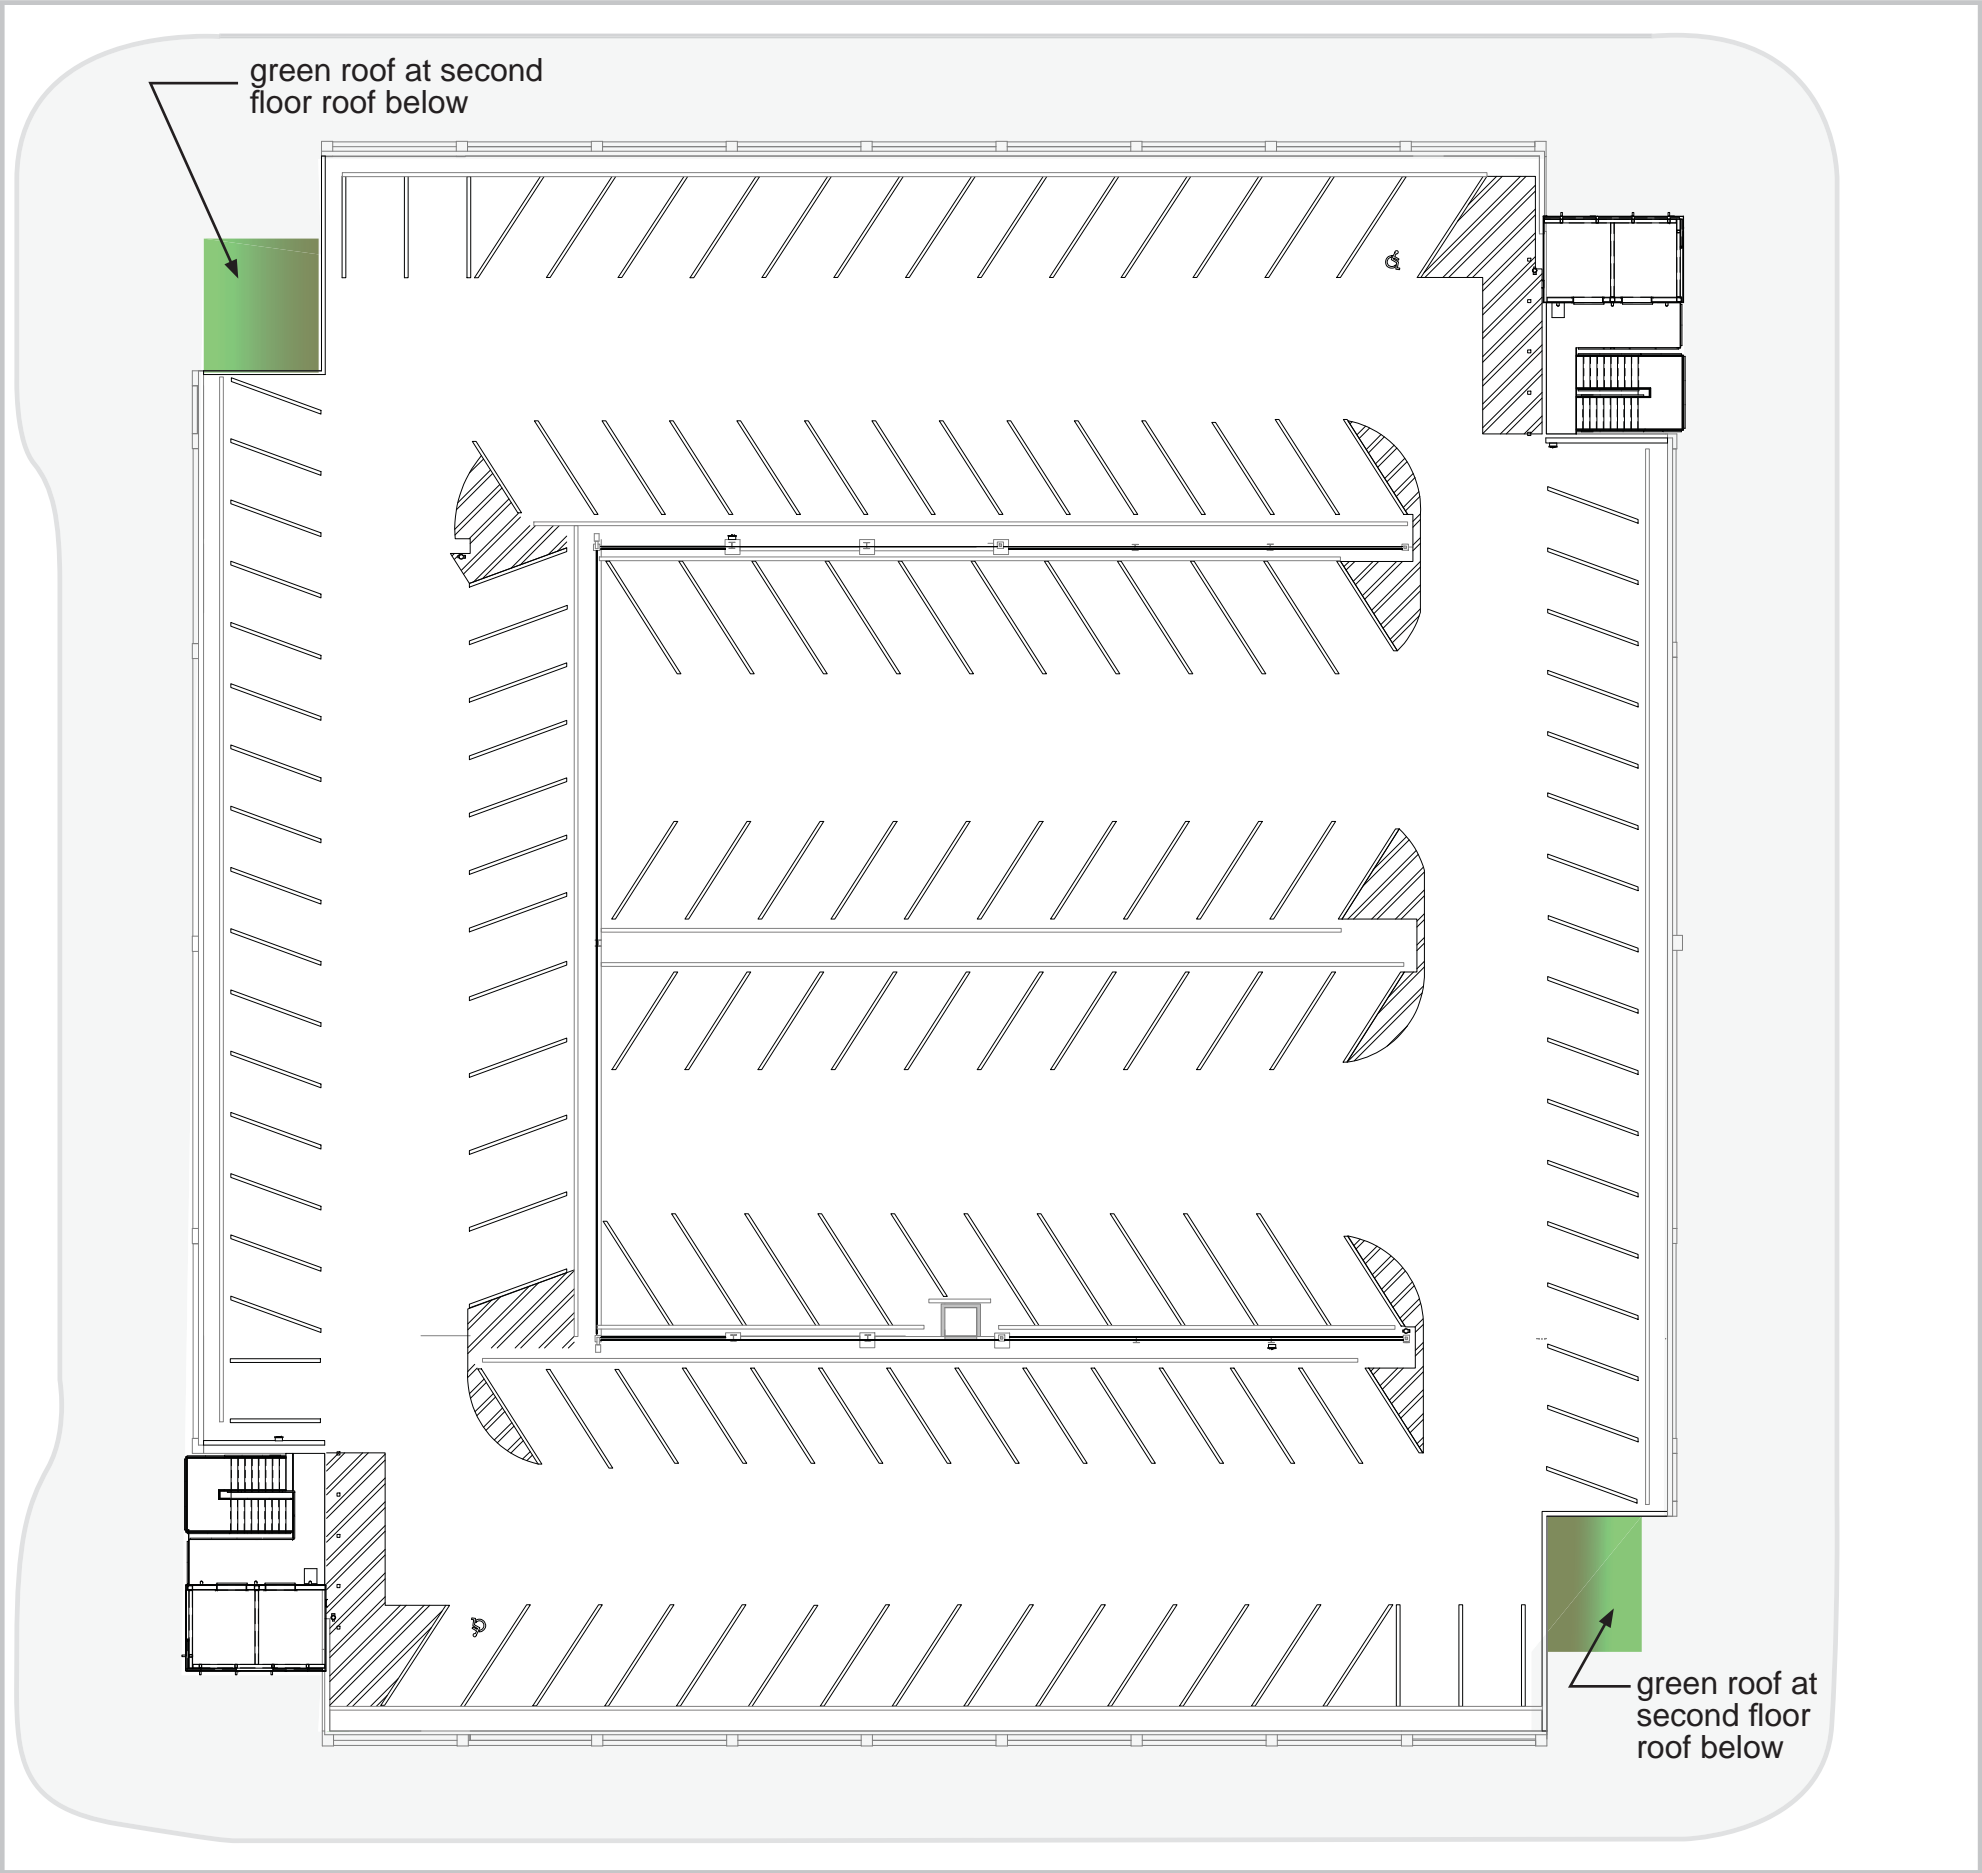 green roof at second
floor roof below
green roof at
second floor
roof below